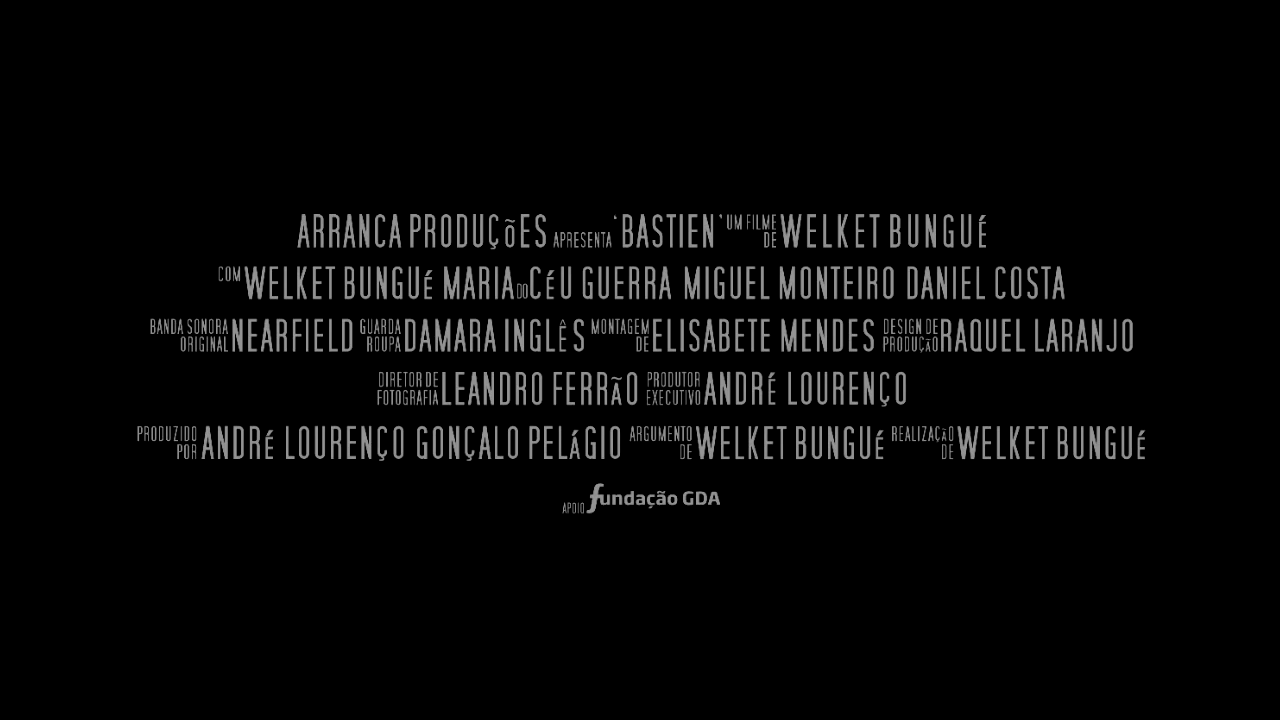 ARRANCA PRODUÇÕES APRESENTA 'BASTIEN' UM FILME DE WELKET BUNGUÉ
COM WELKET BUNGUÉ MARIA DO CÉU GUERRA MIGUEL MONTEIRO DANIEL COSTA
BANDA SONORA ORIGINAL NEARFIELD GUARDA ROUPA DAMARA INGLÊS MONTAGEM DE ELISABETE MENDES DESIGN DE PRODUÇÃO RAQUEL LARANJO
DIRETOR DE FOTOGRAFIA LEANDRO FERRÃO PRODUTOR EXECUTIVO ANDRÉ LOURENÇO
PRODUZIDO POR ANDRÉ LOURENÇO GONÇALO PELÁGIO ARGUMENTO DE WELKET BUNGUÉ REALIZAÇÃO DE WELKET BUNGUÉ
APOIO fundação GDA